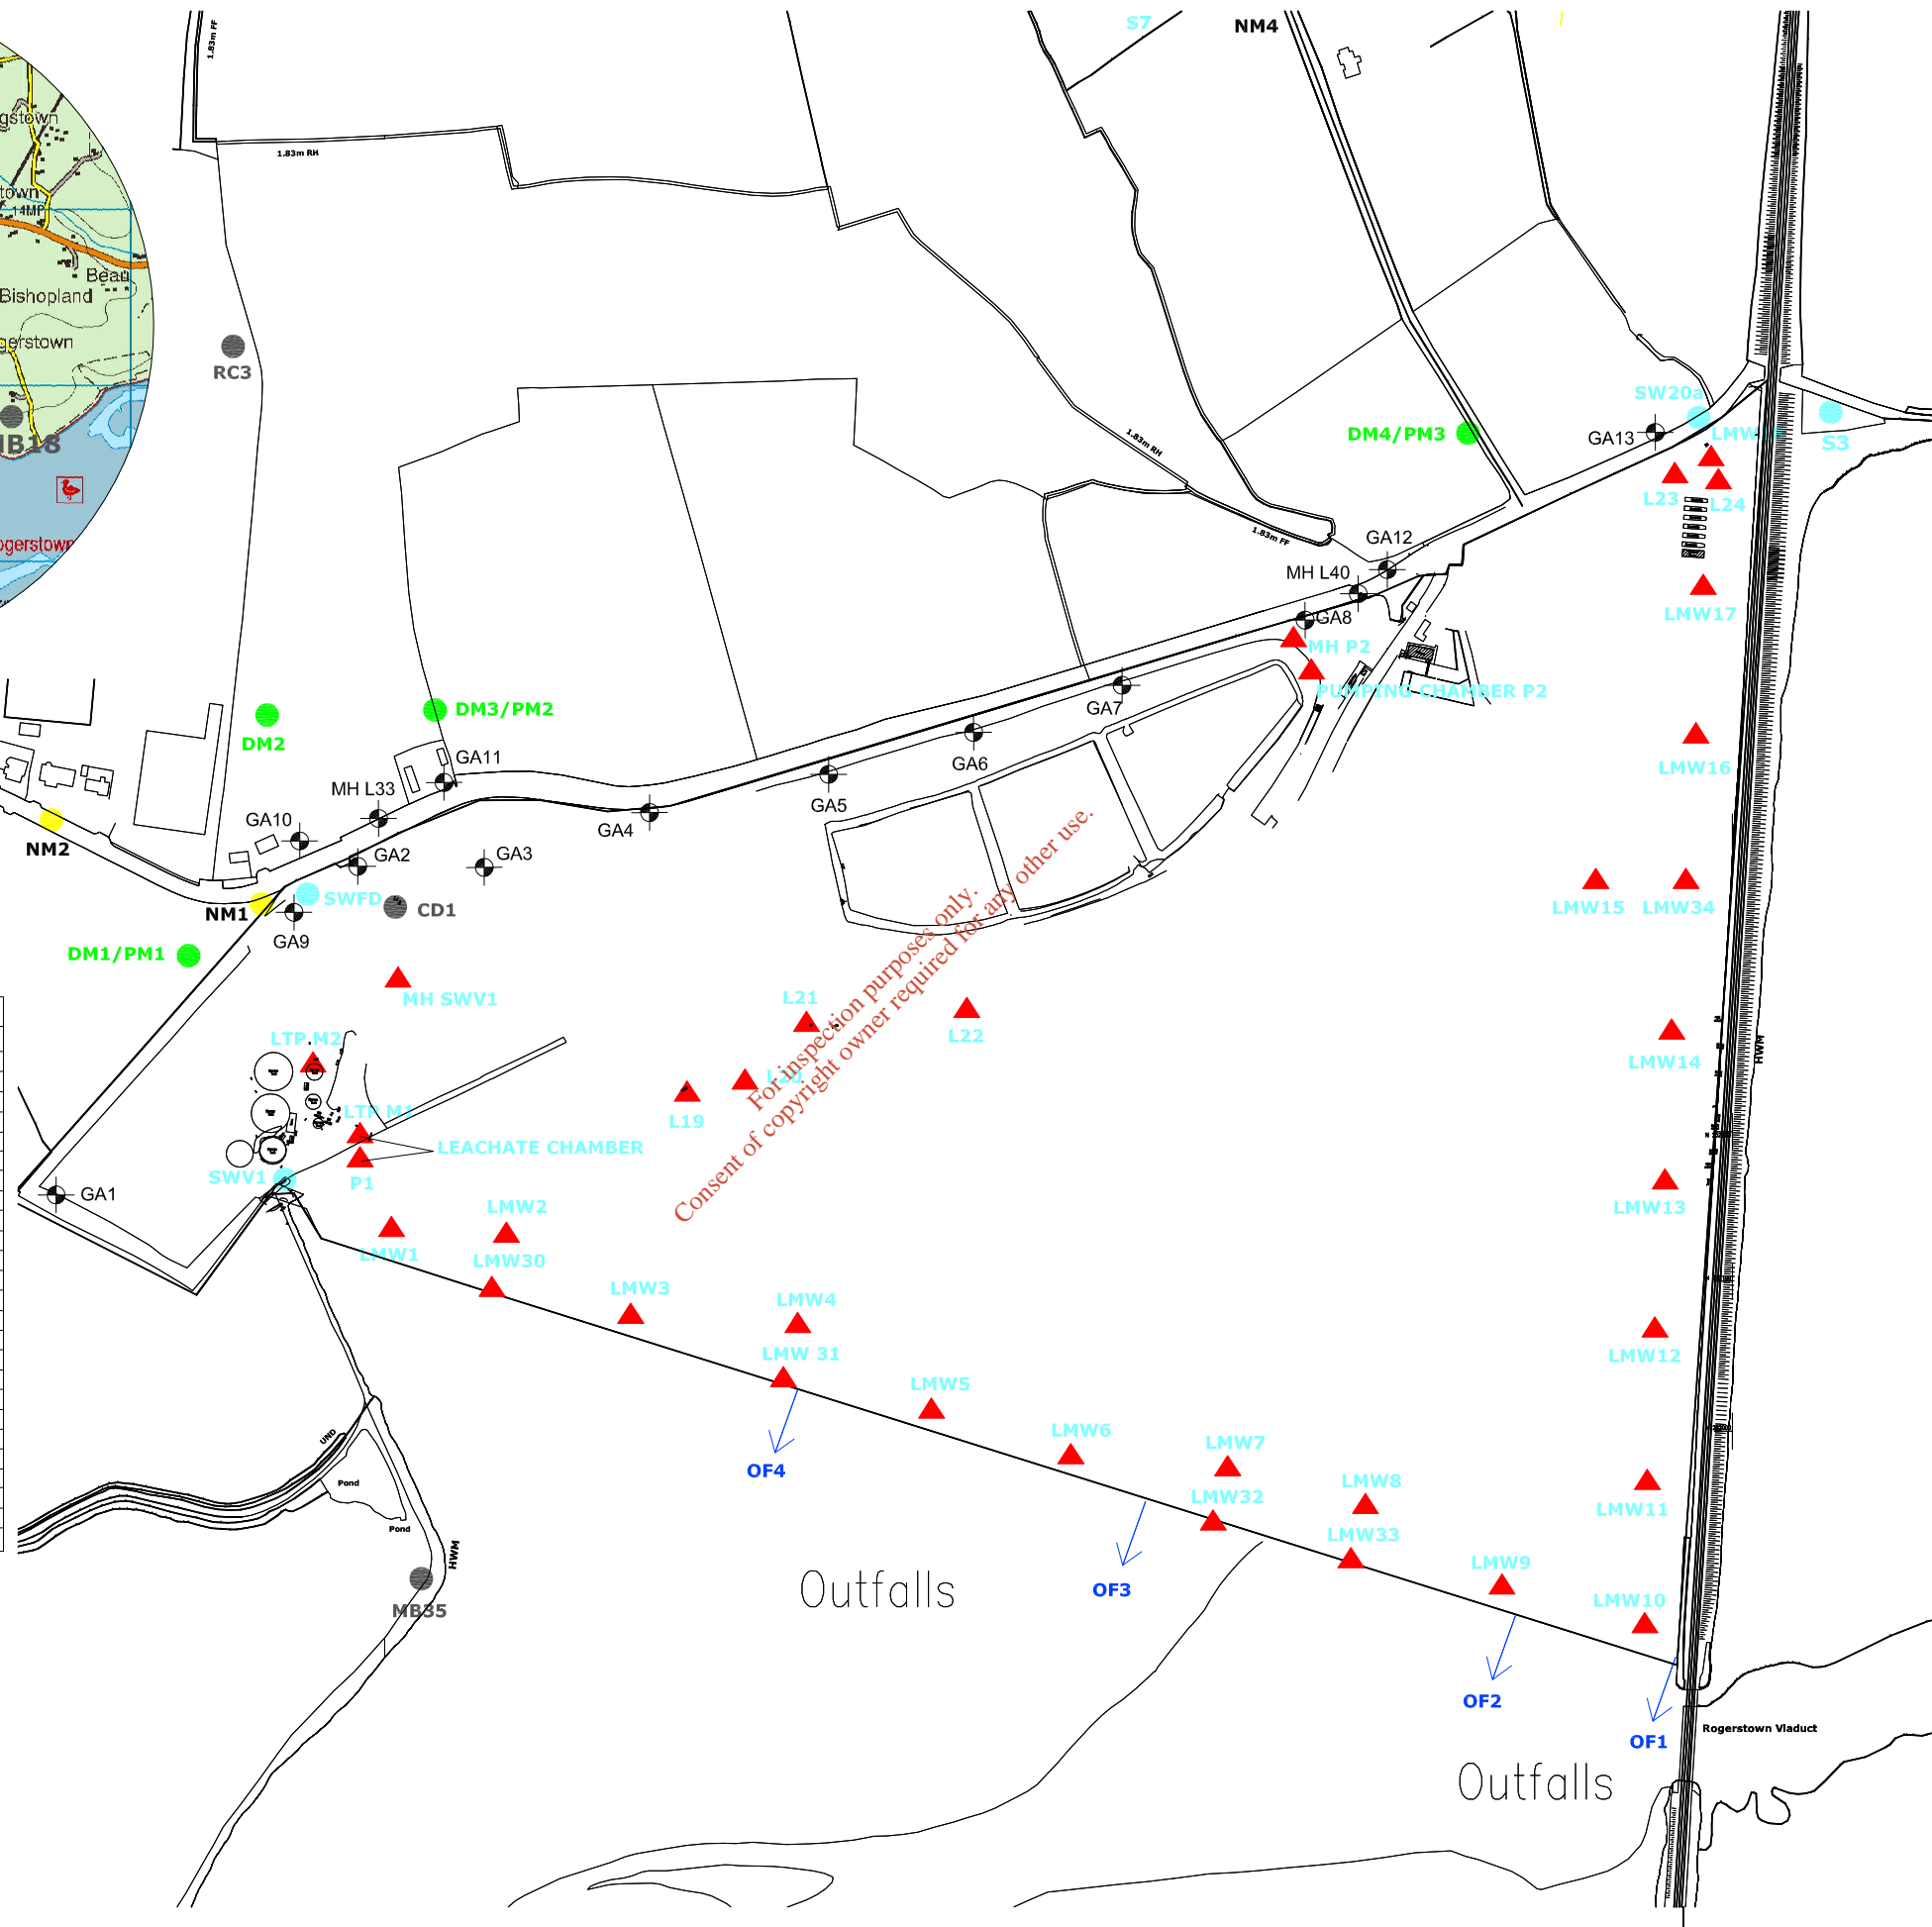 1.83m FF
S7
NM4
gstown
1.83m RH
town
14MP
Beau
Bishopland
gerstown
RC3
SW20a
DM4/PM3
GA13
LMW
S3
1.83m RH
L23
L24
ogerstown
1.83m FF
GA12
MH L40
GA8
LMW17
MH P2
PUMPING CHAMBER P2
DM3/PM2
GA7
DM2
GA6
LMW16
GA11
MH L33
GA5
GA10
GA4
NM2
GA2
GA3
SWFD
CD1
NM1
GA9
LMW15
LMW34
DM1/PM1
For inspection purposes only.
Consent of copyright owner required for any other use.
MH SWV1
L21
L22
LTP M2
HWM
LMW14
L20
LTP M1
L19
LEACHATE CHAMBER
SWV1
P1
GA1
LMW13
LMW2
LMW1
LMW30
LMW3
LMW4
LMW 31
LMW12
LMW5
LMW6
UND
OF4
LMW7
Pond
LMW8
LMW32
LMW11
Pond
LMW33
HWM
LMW9
Outfalls
OF3
MB35
LMW10
OF2
Rogerstown Viaduct
OF1
Outfalls